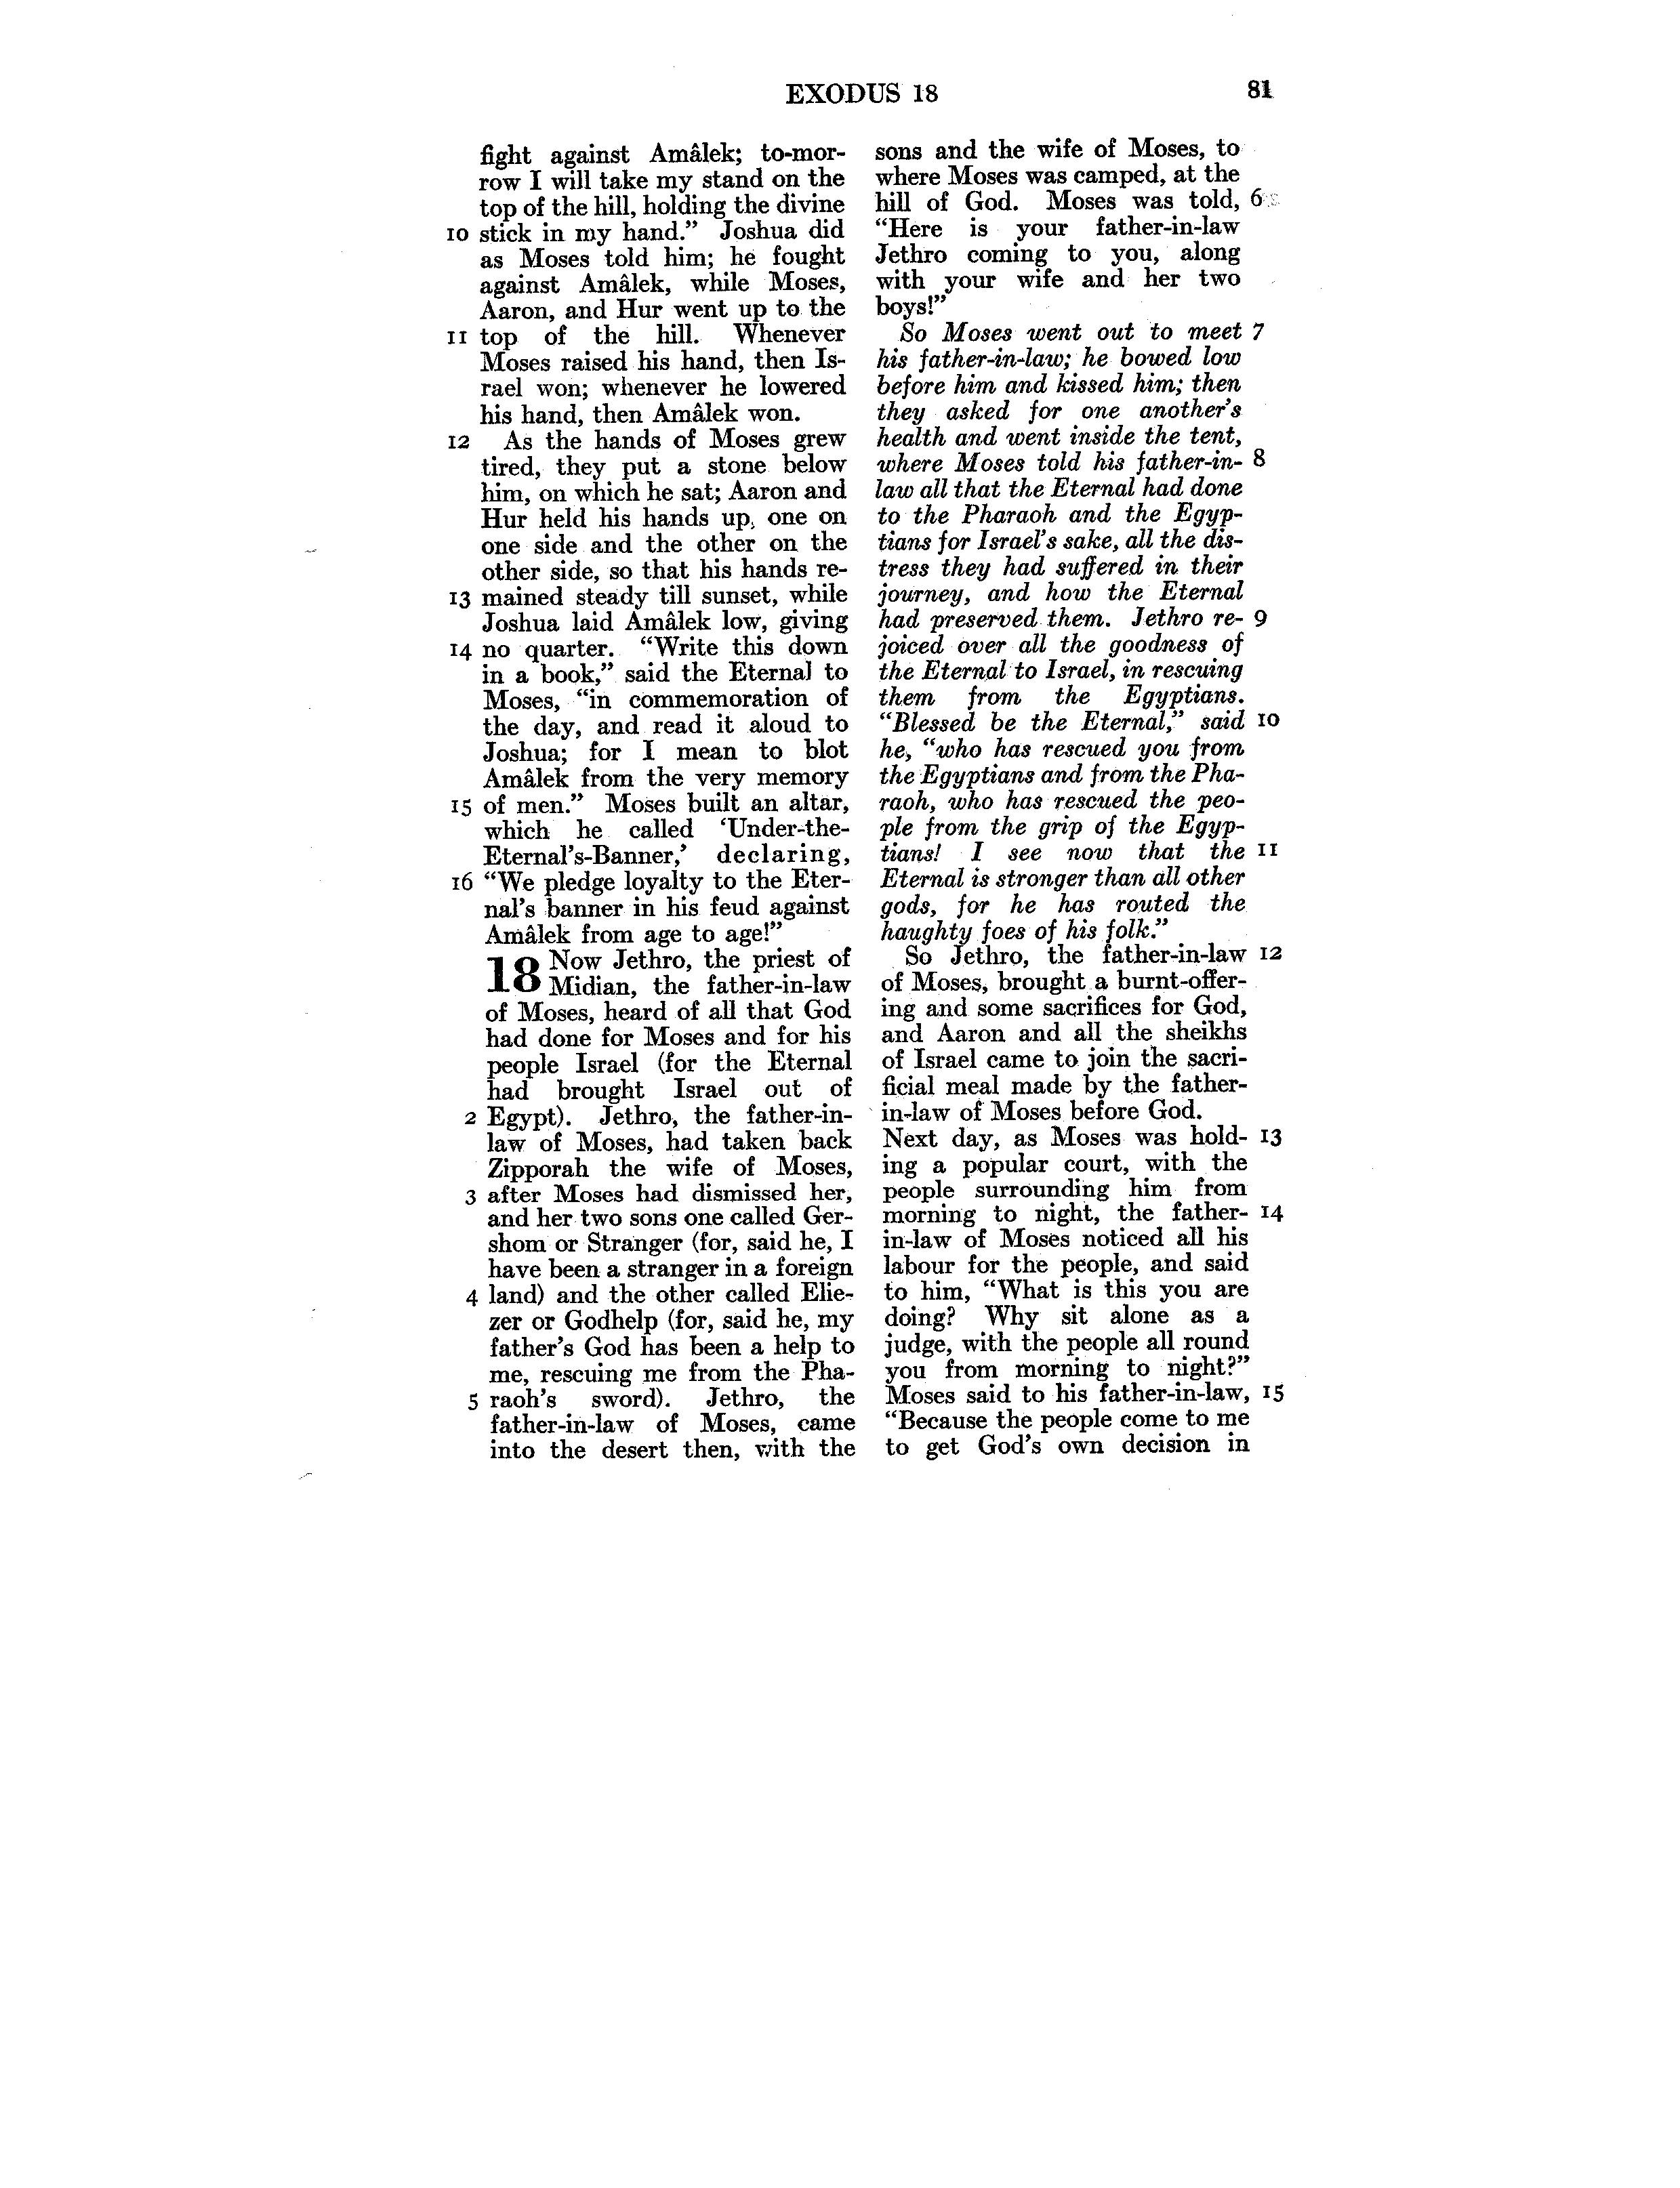 EXODUS 18 81
fight against Amâlek; to-mor-
row I will take my stand on the
top of the hill, holding the divine
10 stick in my hand.” Joshua did
as Moses told him; he fought
against Amâlek, while Moses,
Aaron, and Hur went up to the
11 top of the hill. Whenever
Moses raised his hand, then Is-
rael won; whenever he lowered
his hand, then Amâlek won.
12 As the hands of Moses grew
tired, they put a stone below
him, on which he sat; Aaron and
Hur held his hands up, one on
one side and the other on the
other side, so that his hands re-
13 mained steady till sunset, while
Joshua laid Amâlek low, giving
14 no quarter. “Write this down
in a book,” said the Eternal to
Moses, “in commemoration of
the day, and read it aloud to
Joshua; for I mean to blot
Amâlek from the very memory
15 of men.” Moses built an altar,
which he called ‘Under-the-
Eternal’s-Banner,’ declaring,
16 “We pledge loyalty to the Eter-
nal’s banner in his feud against
Amâlek from age to age!”
18 Now Jethro, the priest of
Midian, the father-in-law
of Moses, heard of all that God
had done for Moses and for his
people Israel (for the Eternal
had brought Israel out of
2 Egypt). Jethro, the father-in-
law of Moses, had taken back
Zipporah the wife of Moses,
3 after Moses had dismissed her,
and her two sons one called Ger-
shom or Stranger (for, said he, I
have been a stranger in a foreign
4 land) and the other called Elie-
zer or Godhelp (for, said he, my
father’s God has been a help to
me, rescuing me from the Pha-
5 raoh’s sword). Jethro, the
father-in-law of Moses, came
into the desert then, with the
sons and the wife of Moses, to
where Moses was camped, at the
hill of God. Moses was told, 6
“Here is your father-in-law
Jethro coming to you, along
with your wife and her two
boys!”
So Moses went out to meet 7
his father-in-law; he bowed low
before him and kissed him; then
they asked for one another’s
health and went inside the tent,
where Moses told his father-in- 8
law all that the Eternal had done
to the Pharaoh and the Egyp-
tians for Israel’s sake, all the dis-
tress they had suffered in their
journey, and how the Eternal
had preserved them. Jethro re- 9
joiced over all the goodness of
the Eternal to Israel, in rescuing
them from the Egyptians.
“Blessed be the Eternal,” said 10
he, “who has rescued you from
the Egyptians and from the Pha-
raoh, who has rescued the peo-
ple from the grip of the Egyp-
tians! I see now that the 11
Eternal is stronger than all other
gods, for he has routed the
haughty foes of his folk.”
So Jethro, the father-in-law 12
of Moses, brought a burnt-offer-
ing and some sacrifices for God,
and Aaron and all the sheikhs
of Israel came to join the sacri-
ficial meal made by the father-
in-law of Moses before God.
Next day, as Moses was hold- 13
ing a popular court, with the
people surrounding him from
morning to night, the father- 14
in-law of Moses noticed all his
labour for the people, and said
to him, “What is this you are
doing? Why sit alone as a
judge, with the people all round
you from morning to night?”
Moses said to his father-in-law, 15
“Because the people come to me
to get God’s own decision in